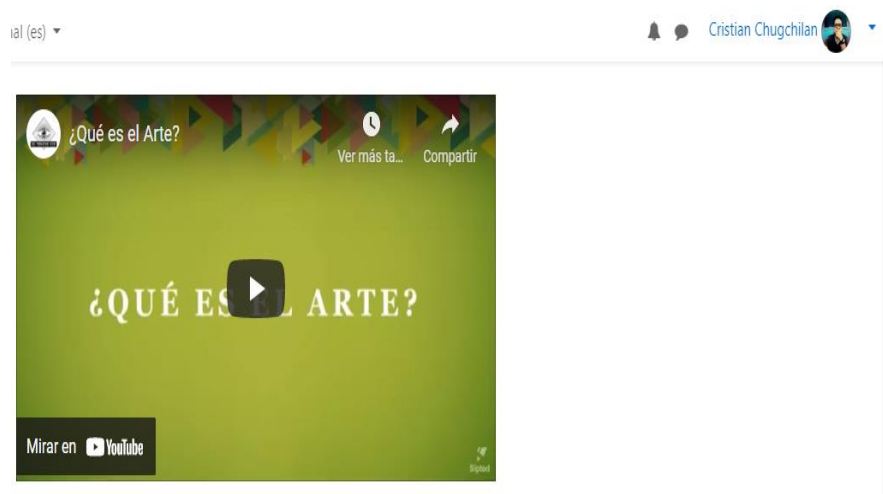 al (es)
Cristian Chugchilan
¿Qué es el Arte?
Ver más ta...
Compartir
¿QUÉ ES EL ARTE?
Mirar en YouTube
Sipted